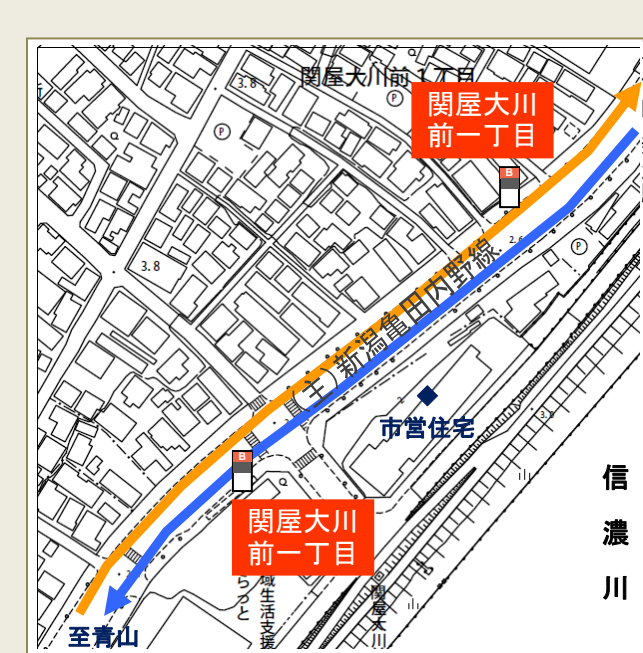 関屋大川前1丁目
3.8
P
関屋大川
前一丁目
P
B
2.6
P
3.8
(主)新潟亀田内野線
市営住宅
B
信濃川
関屋大川
前一丁目
域生活支援
らっと
関屋大川
至青山